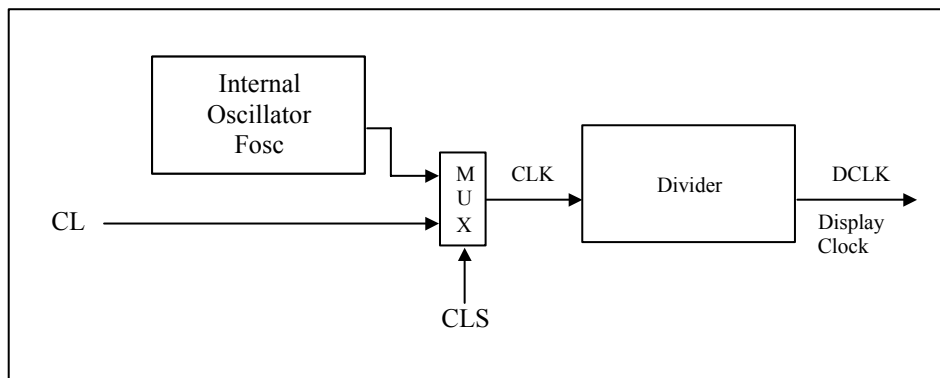 Internal
Oscillator
Fosc
M
U
X
CLK
Divider
DCLK
CL
Display
Clock
CLS